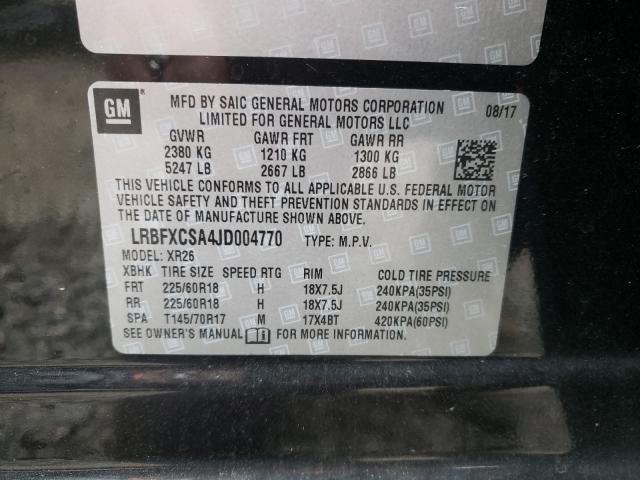 GM
MFD BY SAIC GENERAL MOTORS CORPORATION 08/17
LIMITED FOR GENERAL MOTORS LLC
GVWR GAWR FRT GAWR RR
2380 KG 1210 KG 1300 KG
5247 LB 2667 LB 2866 LB
THIS VEHICLE CONFORMS TO ALL APPLICABLE U.S. FEDERAL MOTOR
VEHICLE SAFETY AND THEFT PREVENTION STANDARDS IN EFFECT ON
THE DATE OF MANUFACTURE SHOWN ABOVE.
LRBFXCSA4JD004770 TYPE: M.P.V.
MODEL: XR26
XBHK TIRE SIZE SPEED RTG RIM COLD TIRE PRESSURE
FRT 225/60R18 H 18X7.5J 240KPA(35PSI)
RR 225/60R18 H 18X7.5J 240KPA(35PSI)
SPA T145/70R17 M 17X4BT 420KPA(60PSI)
SEE OWNER'S MANUAL FOR MORE INFORMATION.